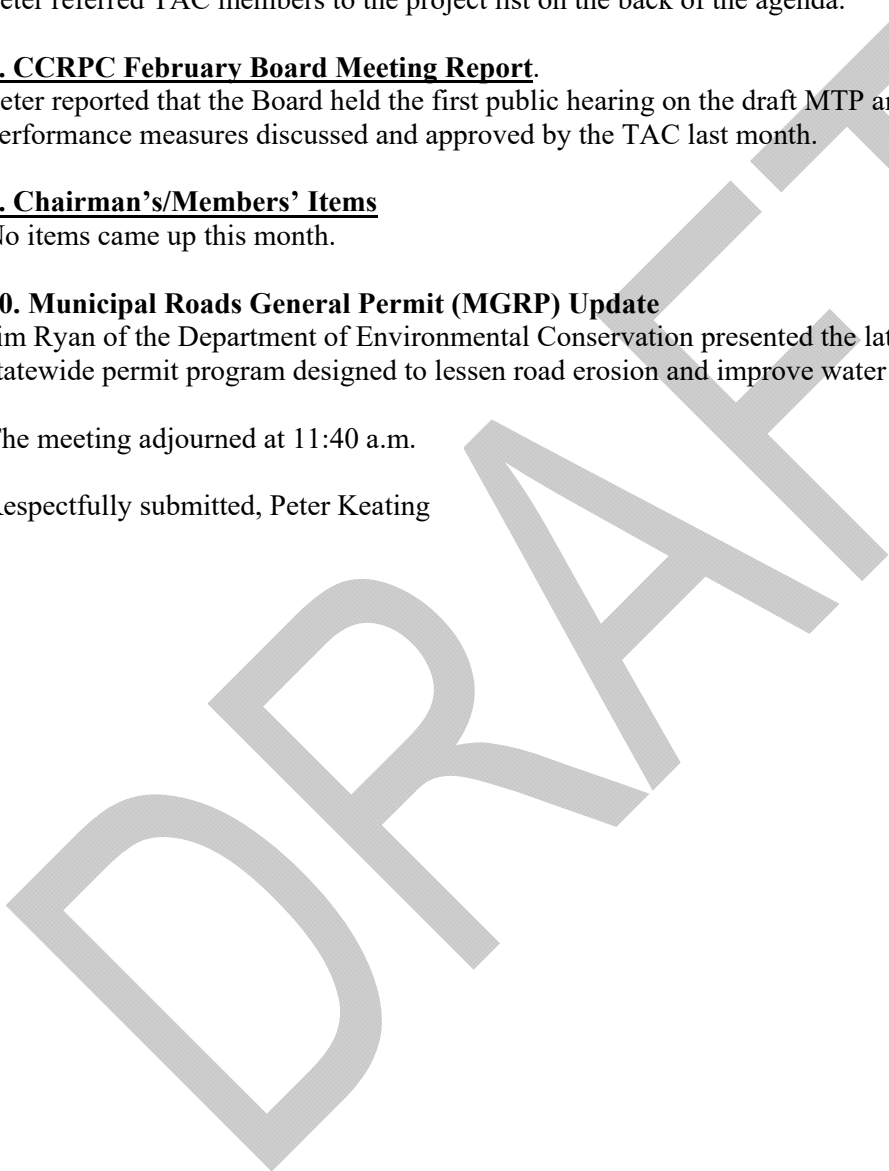 eter referred TAC members to the project list on the back of the agenda.
. CCRPC February Board Meeting Report.
eter reported that the Board held the first public hearing on the draft MTP an
erformance measures discussed and approved by the TAC last month.
. Chairman’s/Members’ Items
No items came up this month.
0. Municipal Roads General Permit (MGRP) Update
im Ryan of the Department of Environmental Conservation presented the lat
tatewide permit program designed to lessen road erosion and improve water
The meeting adjourned at 11:40 a.m.
Respectfully submitted, Peter Keating
DRAFT